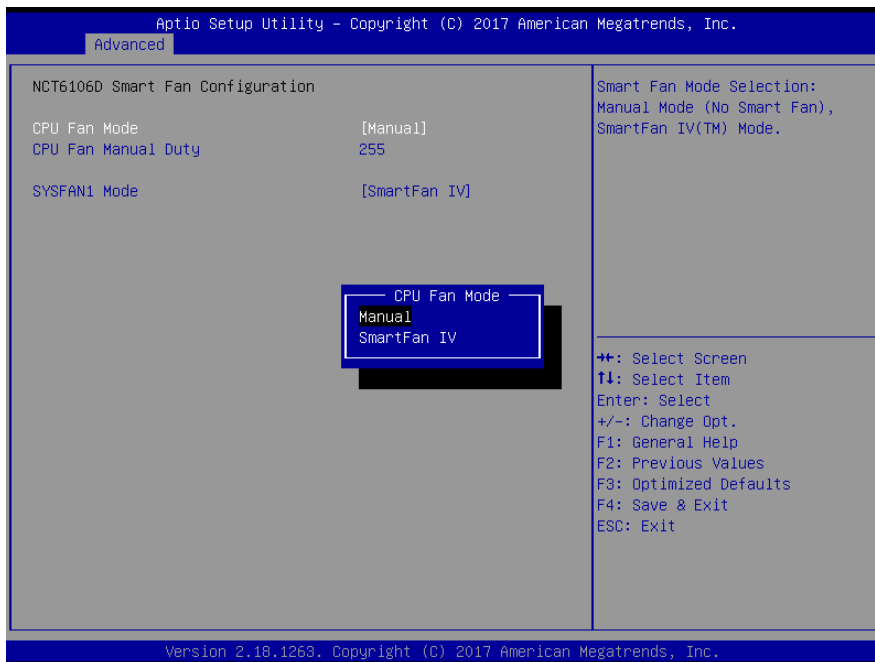 Aptio Setup Utility – Copyright (C) 2017 American Megatrends, Inc.
Advanced
NCT6106D Smart Fan Configuration
CPU Fan Mode [Manual]
CPU Fan Manual Duty 255
SYSFAN1 Mode [SmartFan IV]
CPU Fan Mode
Manual
SmartFan IV
Smart Fan Mode Selection:
Manual Mode (No Smart Fan),
SmartFan IV(TM) Mode.
→←: Select Screen
↑↓: Select Item
Enter: Select
+/-: Change Opt.
F1: General Help
F2: Previous Values
F3: Optimized Defaults
F4: Save & Exit
ESC: Exit
Version 2.18.1263. Copyright (C) 2017 American Megatrends, Inc.